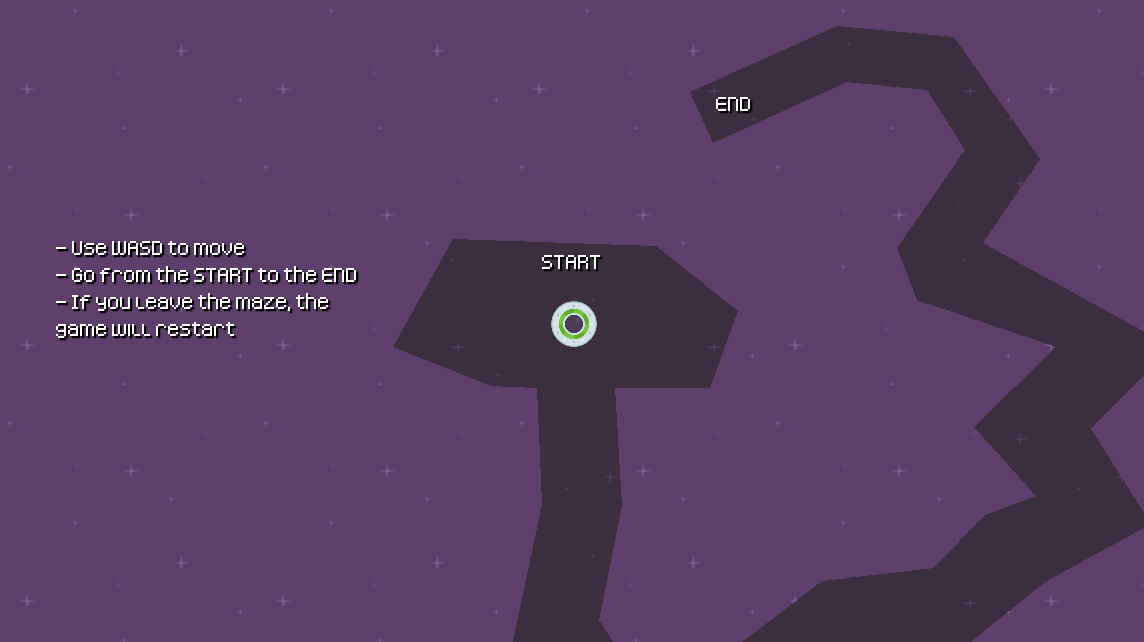 END
- Use WASD to move
START
- Go from the START to the END
- If you leave the maze, the
game will restart